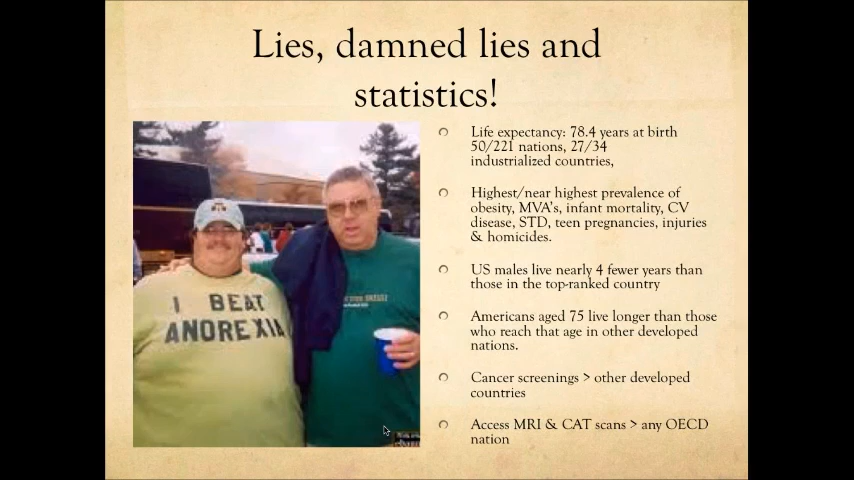 Lies, damned lies and
statistics!
Life expectancy: 78.4 years at birth
50/221 nations, 27/34
industrialized countries,
Highest/near highest prevalence of
obesity, MVA's, infant mortality, CV
disease, STD, teen pregnancies, injuries
& homicides.
US males live nearly 4 fewer years than
those in the top-ranked country
Americans aged 75 live longer than those
who reach that age in other developed
nations.
Cancer screenings > other developed
countries
Access MRI & CAT scans > any OECD
nation
I BEAT
ANOREXIA